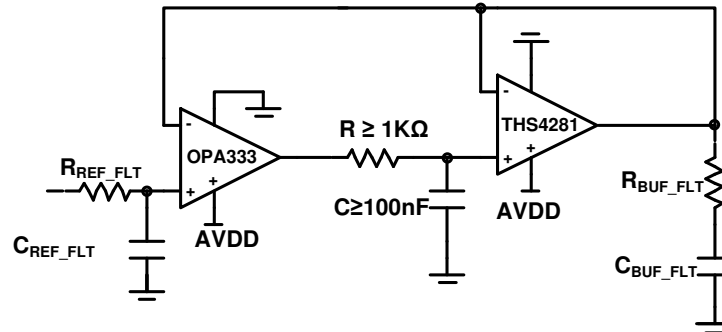 -
THS4281
+
+
-
OPA333
+
+
R ≥ 1KΩ
R_REF_FLT
C≥100nF
AVDD
AVDD
C_REF_FLT
R_BUF_FLT
C_BUF_FLT